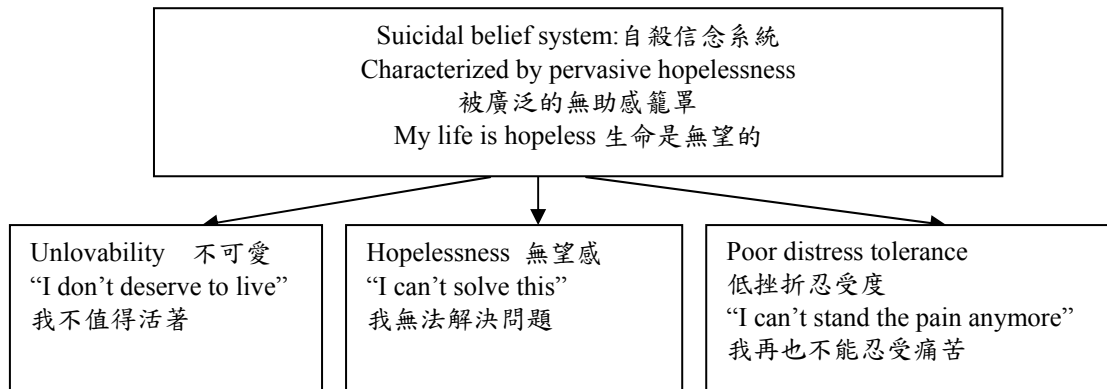 Suicidal belief system:自殺信念系統
Characterized by pervasive hopelessness
被廣泛的無助感籠罩
My life is hopeless 生命是無望的
Unlovability 不可愛
“I don’t deserve to live”
我不值得活著
Hopelessness 無望感
“I can’t solve this”
我無法解決問題
Poor distress tolerance
低挫折忍受度
“I can’t stand the pain anymore”
我再也不能忍受痛苦